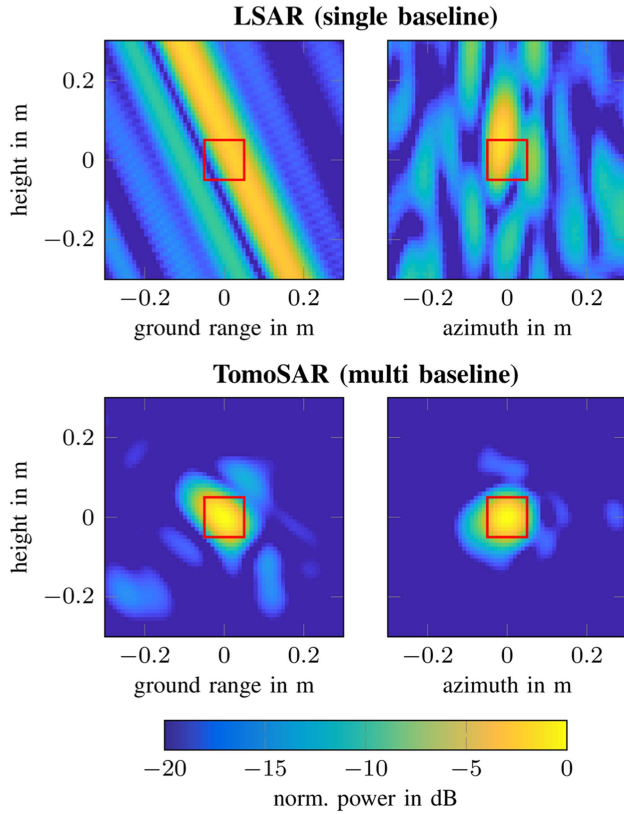 LSAR (single baseline)
0.2
0
−0.2
height in m
−0.2 0 0.2
ground range in m
−0.2 0 0.2
azimuth in m
TomoSAR (multi baseline)
0.2
0
−0.2
height in m
−0.2 0 0.2
ground range in m
−0.2 0 0.2
azimuth in m
−20 −15 −10 −5 0
norm. power in dB